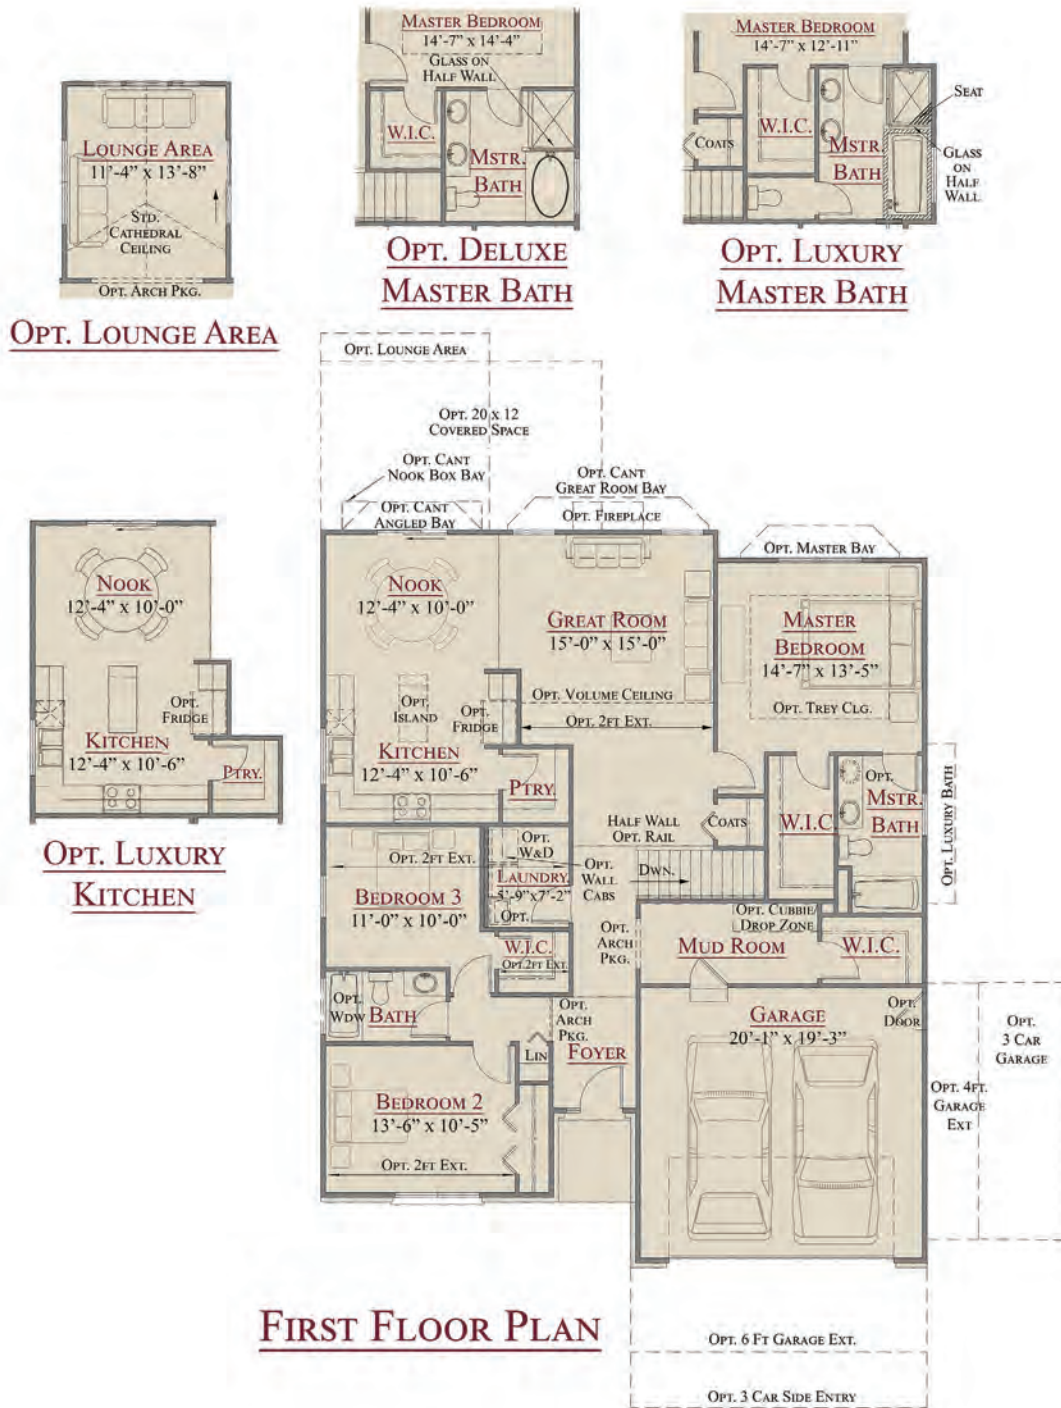 MASTER BEDROOM
14'-7" x 14'-4"
GLASS ON
HALF WALL
W.I.C.
MSTR.
BATH
OPT. DELUXE
MASTER BATH
MASTER BEDROOM
14'-7" x 12'-11"
SEAT
COATS
W.I.C.
MSTR.
BATH
GLASS
ON
HALF
WALL
OPT. LUXURY
MASTER BATH
LOUNGE AREA
11'-4" x 13'-8"
STD.
CATHEDRAL
CEILING
OPT. ARCH PKG.
OPT. LOUNGE AREA
OPT. LOUNGE AREA
OPT. 20 x 12
COVERED SPACE
OPT. CANT
NOOK BOX BAY
OPT. CANT
GREAT ROOM BAY
OPT. CANT
ANGLED BAY
OPT. FIREPLACE
OPT. MASTER BAY
NOOK
12'-4" x 10'-0"
OPT.
FRIDGE
KITCHEN
12'-4" x 10'-6"
PTRY.
OPT. LUXURY
KITCHEN
NOOK
12'-4" x 10'-0"
GREAT ROOM
15'-0" x 15'-0"
MASTER
BEDROOM
14'-7" x 13'-5"
OPT. TREY CLG.
OPT. VOLUME CEILING
OPT. 2FT EXT.
OPT.
ISLAND
OPT.
FRIDGE
KITCHEN
12'-4" x 10'-6"
PTRY.
HALF WALL
OPT. RAIL
COATS
W.I.C.
OPT.
MSTR.
BATH
OPT. LUXURY BATH
OPT.
W&D
OPT. 2FT EXT.
LAUNDRY
5'-9"x7'-2"
OPT.
OPT.
WALL
CABS
DWN.
BEDROOM 3
11'-0" x 10'-0"
W.I.C.
OPT.2FT EXT.
OPT.
ARCH
PKG.
OPT. CUBBIE
DROP ZONE
MUD ROOM
W.I.C.
OPT.
WDW
BATH
OPT.
ARCH
PKG.
FOYER
LIN
GARAGE
20'-1" x 19'-3"
OPT.
DOOR
OPT.
3 CAR
GARAGE
OPT. 4FT.
GARAGE
EXT
BEDROOM 2
13'-6" x 10'-5"
OPT. 2FT EXT.
FIRST FLOOR PLAN
OPT. 6 FT GARAGE EXT.
OPT. 3 CAR SIDE ENTRY